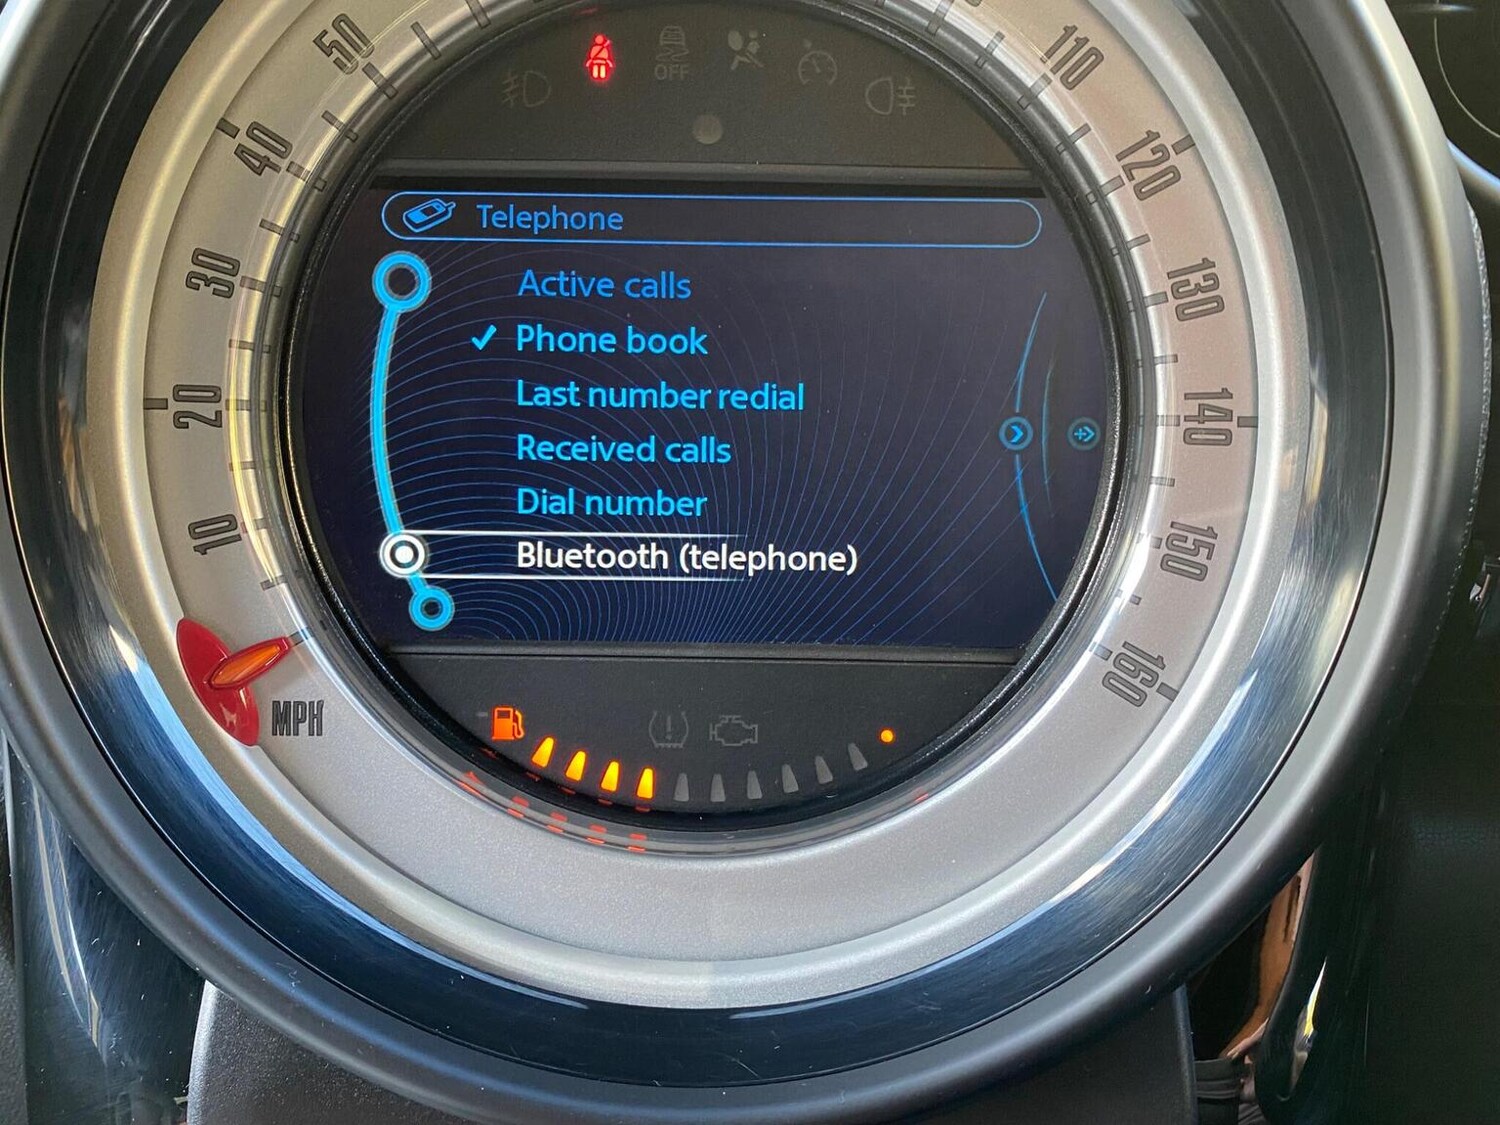 50
40
30
20
10
MPH
OFF
110
120
130
140
150
160
Telephone
Active calls
Phone book
Last number redial
Received calls
Dial number
Bluetooth (telephone)